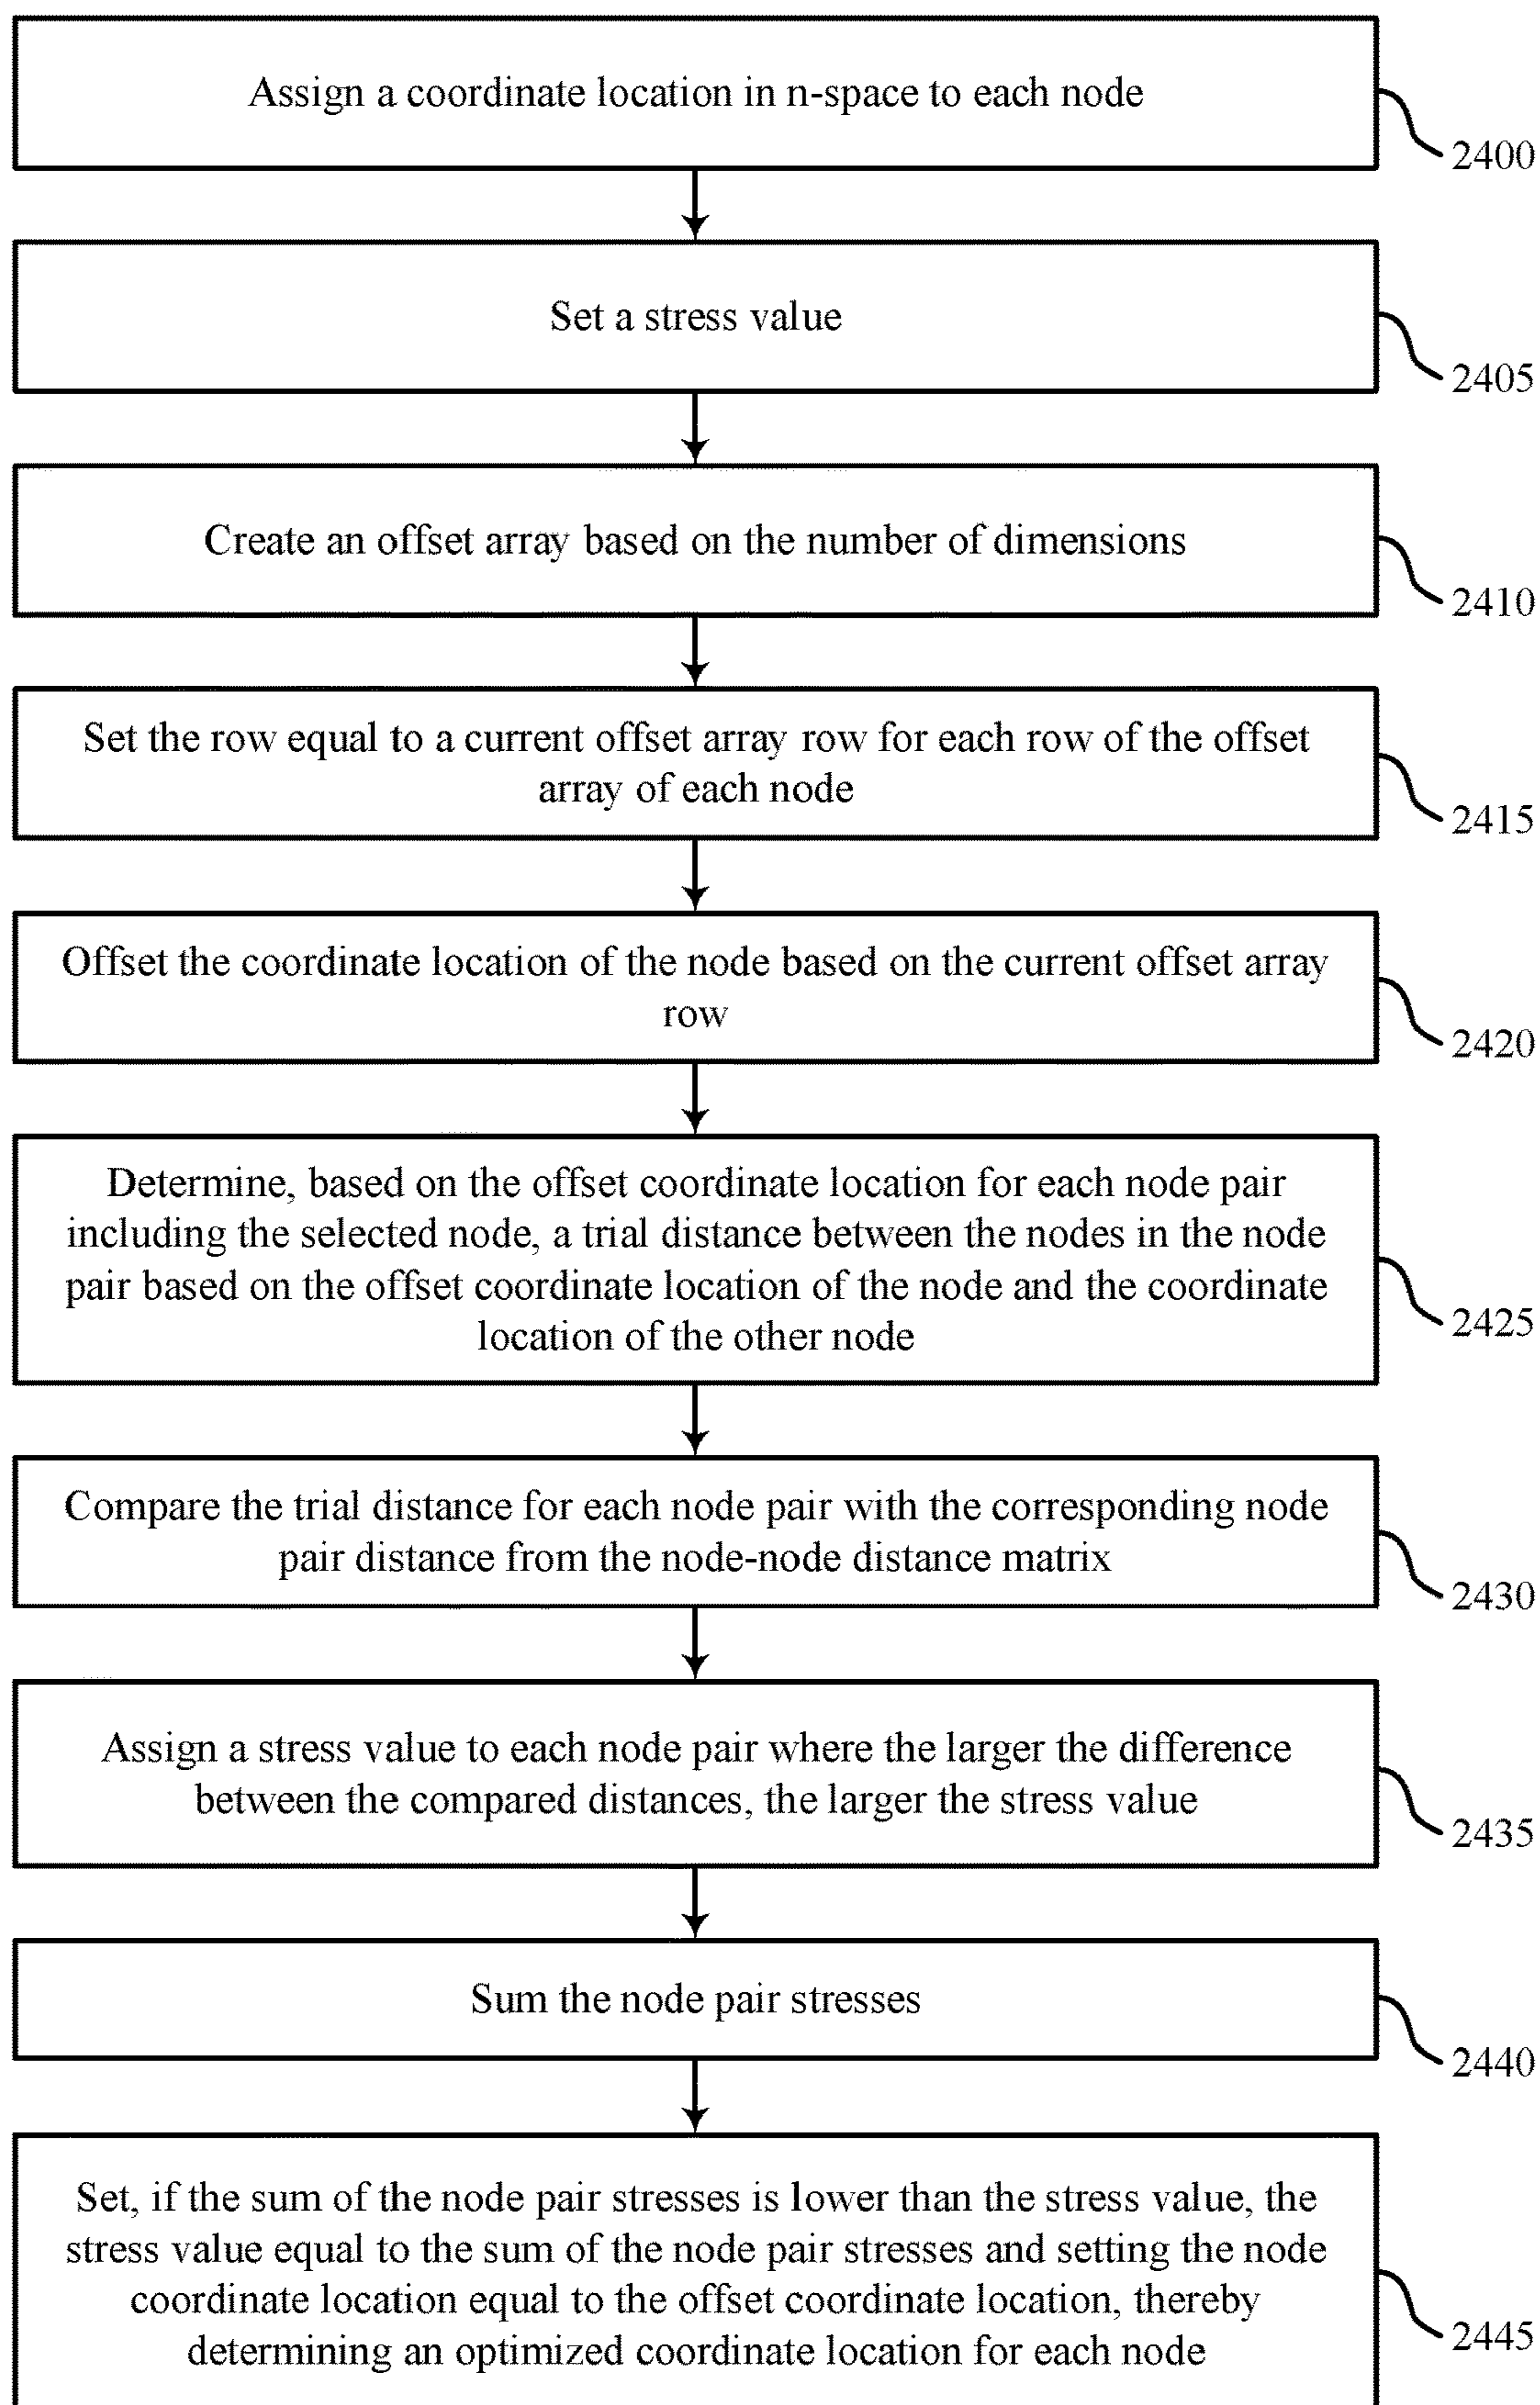 Assign a coordinate location in n-space to each node
2400
Set a stress value
2405
Create an offset array based on the number of dimensions
2410
Set the row equal to a current offset array row for each row of the offset
array of each node
2415
Offset the coordinate location of the node based on the current offset array
row
2420
Determine, based on the offset coordinate location for each node pair
including the selected node, a trial distance between the nodes in the node
pair based on the offset coordinate location of the node and the coordinate
location of the other node
2425
Compare the trial distance for each node pair with the corresponding node
pair distance from the node-node distance matrix
2430
Assign a stress value to each node pair where the larger the difference
between the compared distances, the larger the stress value
2435
Sum the node pair stresses
2440
Set, if the sum of the node pair stresses is lower than the stress value, the
stress value equal to the sum of the node pair stresses and setting the node
coordinate location equal to the offset coordinate location, thereby
determining an optimized coordinate location for each node
2445